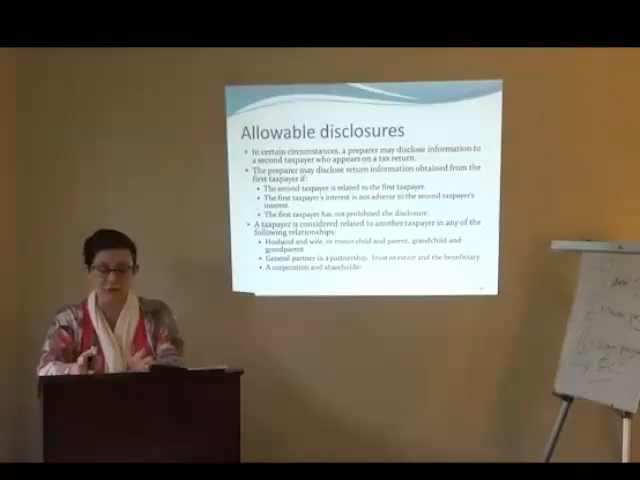 Allowable disclosures
• In certain circumstances, a preparer may disclose information to
a second taxpayer who appears on a tax return.
• The preparer may disclose return information obtained from the
first taxpayer if:
• The second taxpayer is related to the first taxpayer.
• The first taxpayer's interest is not adverse to the second taxpayer's
interest.
• The first taxpayer has not prohibited the disclosure.
• A taxpayer is considered related to another taxpayer in any of the
following relationships:
• Husband and wife, or minor child and parent, grandchild and
grandparent
• General partner in a partnership, Trust or estate and the beneficiary
• A corporation and shareholder